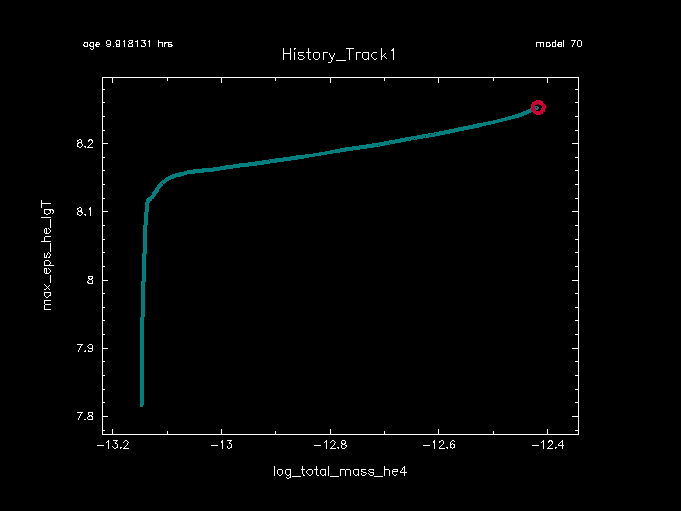 age 9.918131 hrs
model 70
History_Track1
8.2
8.1
8
7.9
7.8
max_eps_he_lgT
-13.2
-13
-12.8
-12.6
-12.4
log_total_mass_he4